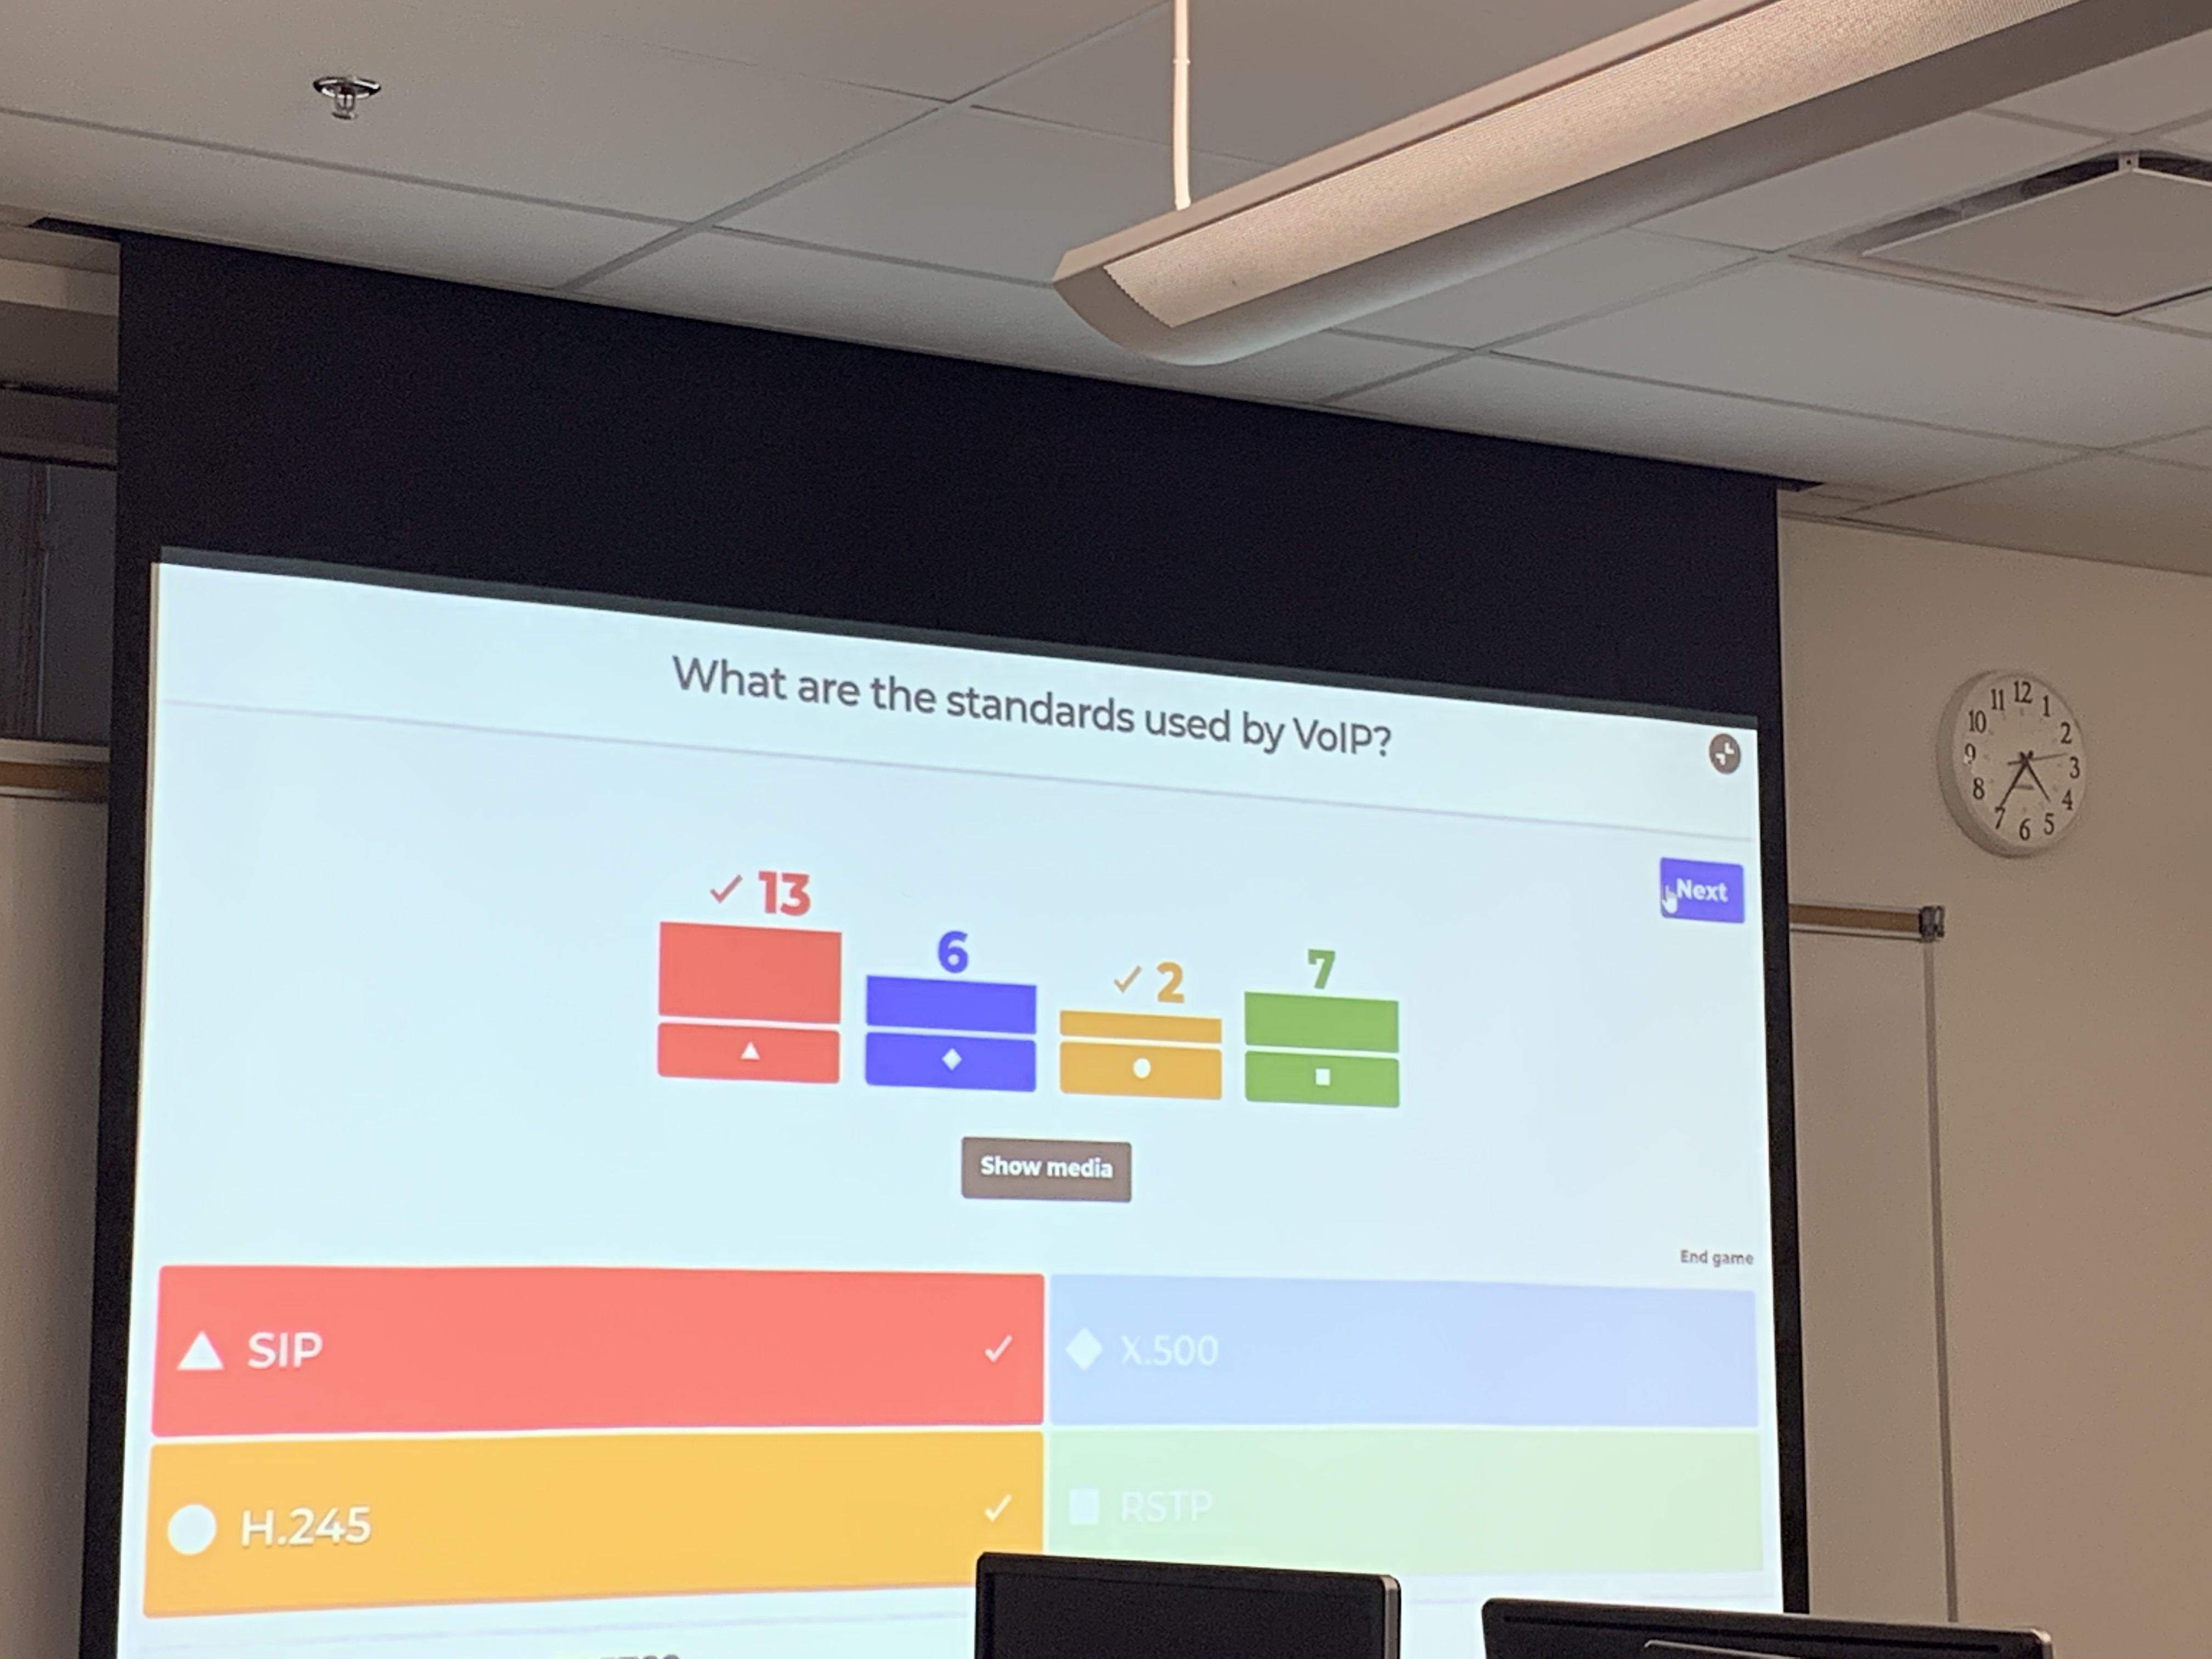 What are the standards used by VoIP?
11 12 1
10 2
9 3
8 4
7 6 5
Next
✓ 13
6
✓ 2
7
Show media
End game
SIP ✓
X.500
H.245 ✓
RSTP